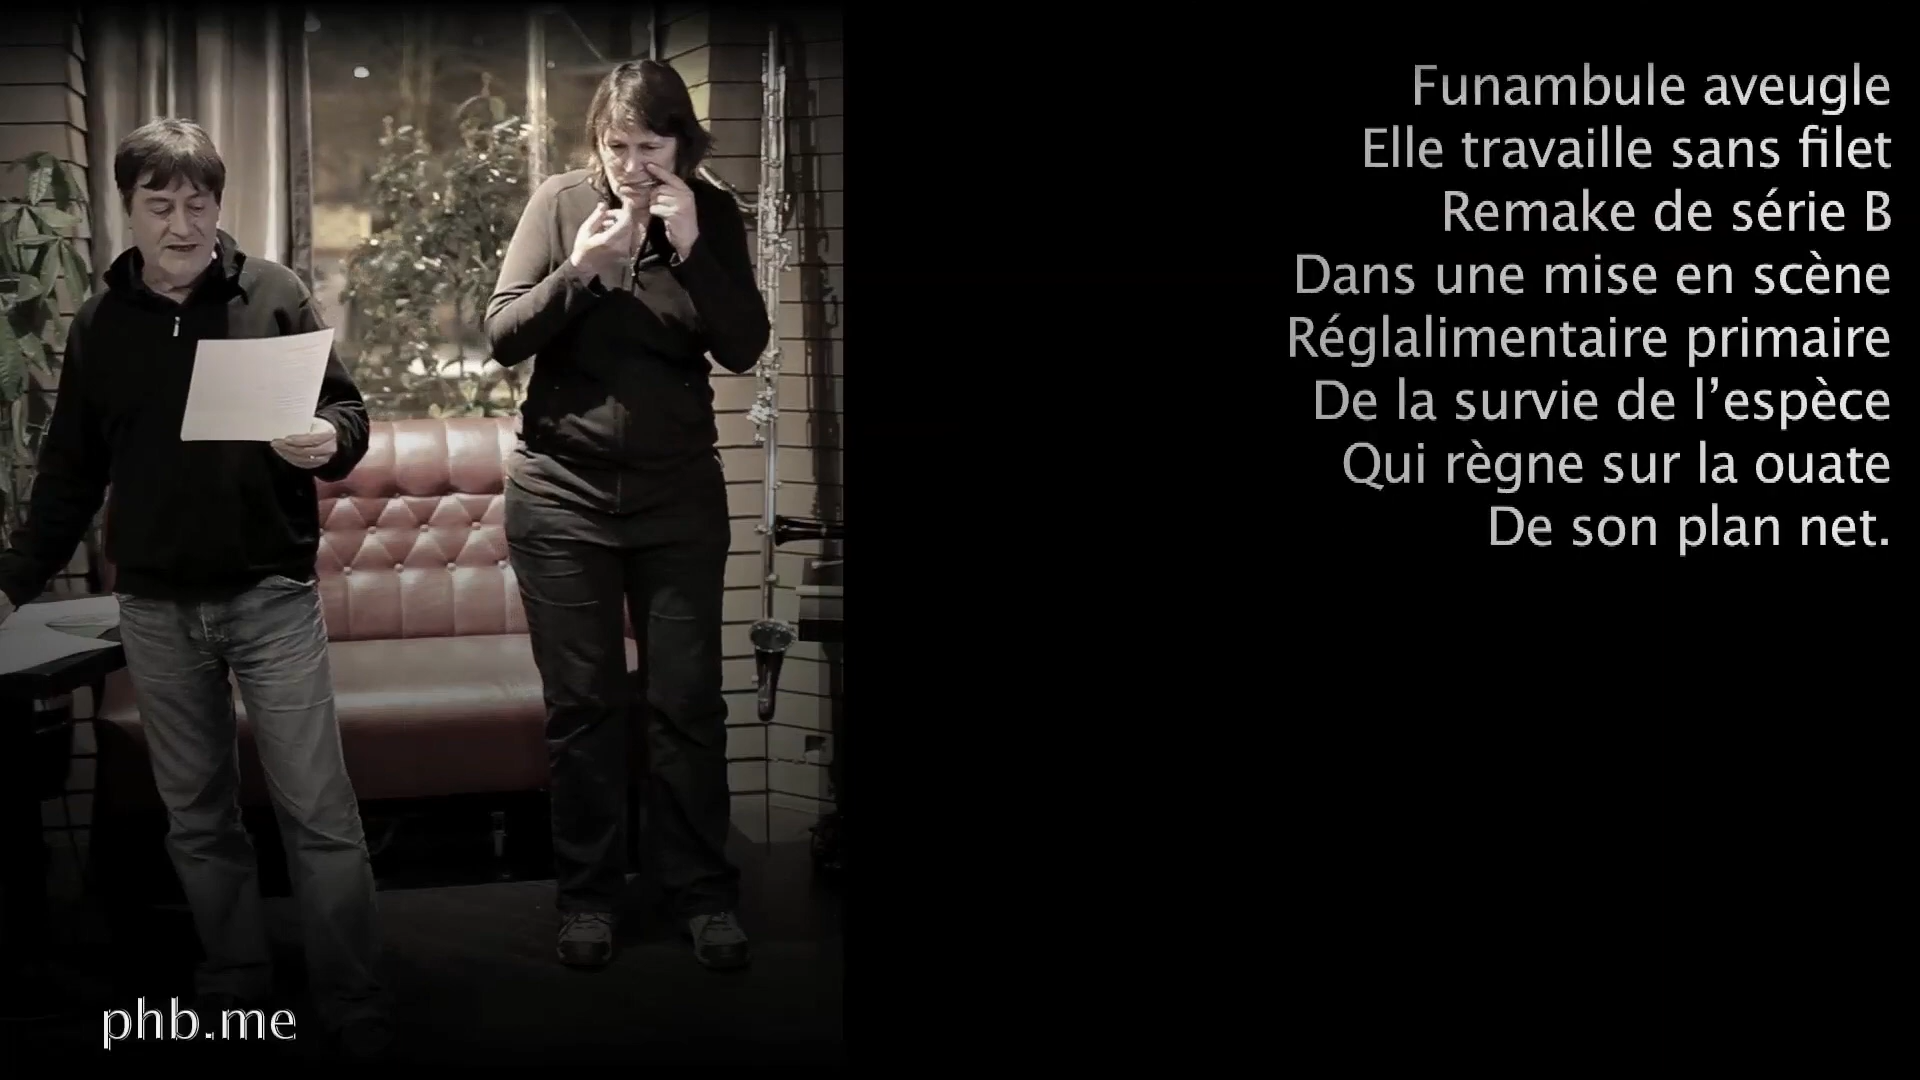 Funambule aveugle
Elle travaille sans filet
Remake de série B
Dans une mise en scène
Réglalimentaire primaire
De la survie de l’espèce
Qui règne sur la ouate
De son plan net.
phb.me